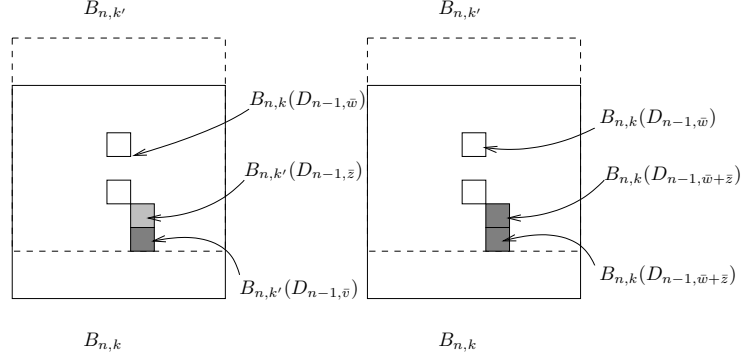 B_{n,k'}
B_{n,k'}
B_{n,k}(D_{n-1,\bar{w}})
B_{n,k}(D_{n-1,\bar{w}})
B_{n,k'}(D_{n-1,\bar{z}})
B_{n,k}(D_{n-1,\bar{w}+\bar{z}})
B_{n,k'}(D_{n-1,\bar{v}})
B_{n,k}(D_{n-1,\bar{w}+\bar{z}})
B_{n,k}
B_{n,k}